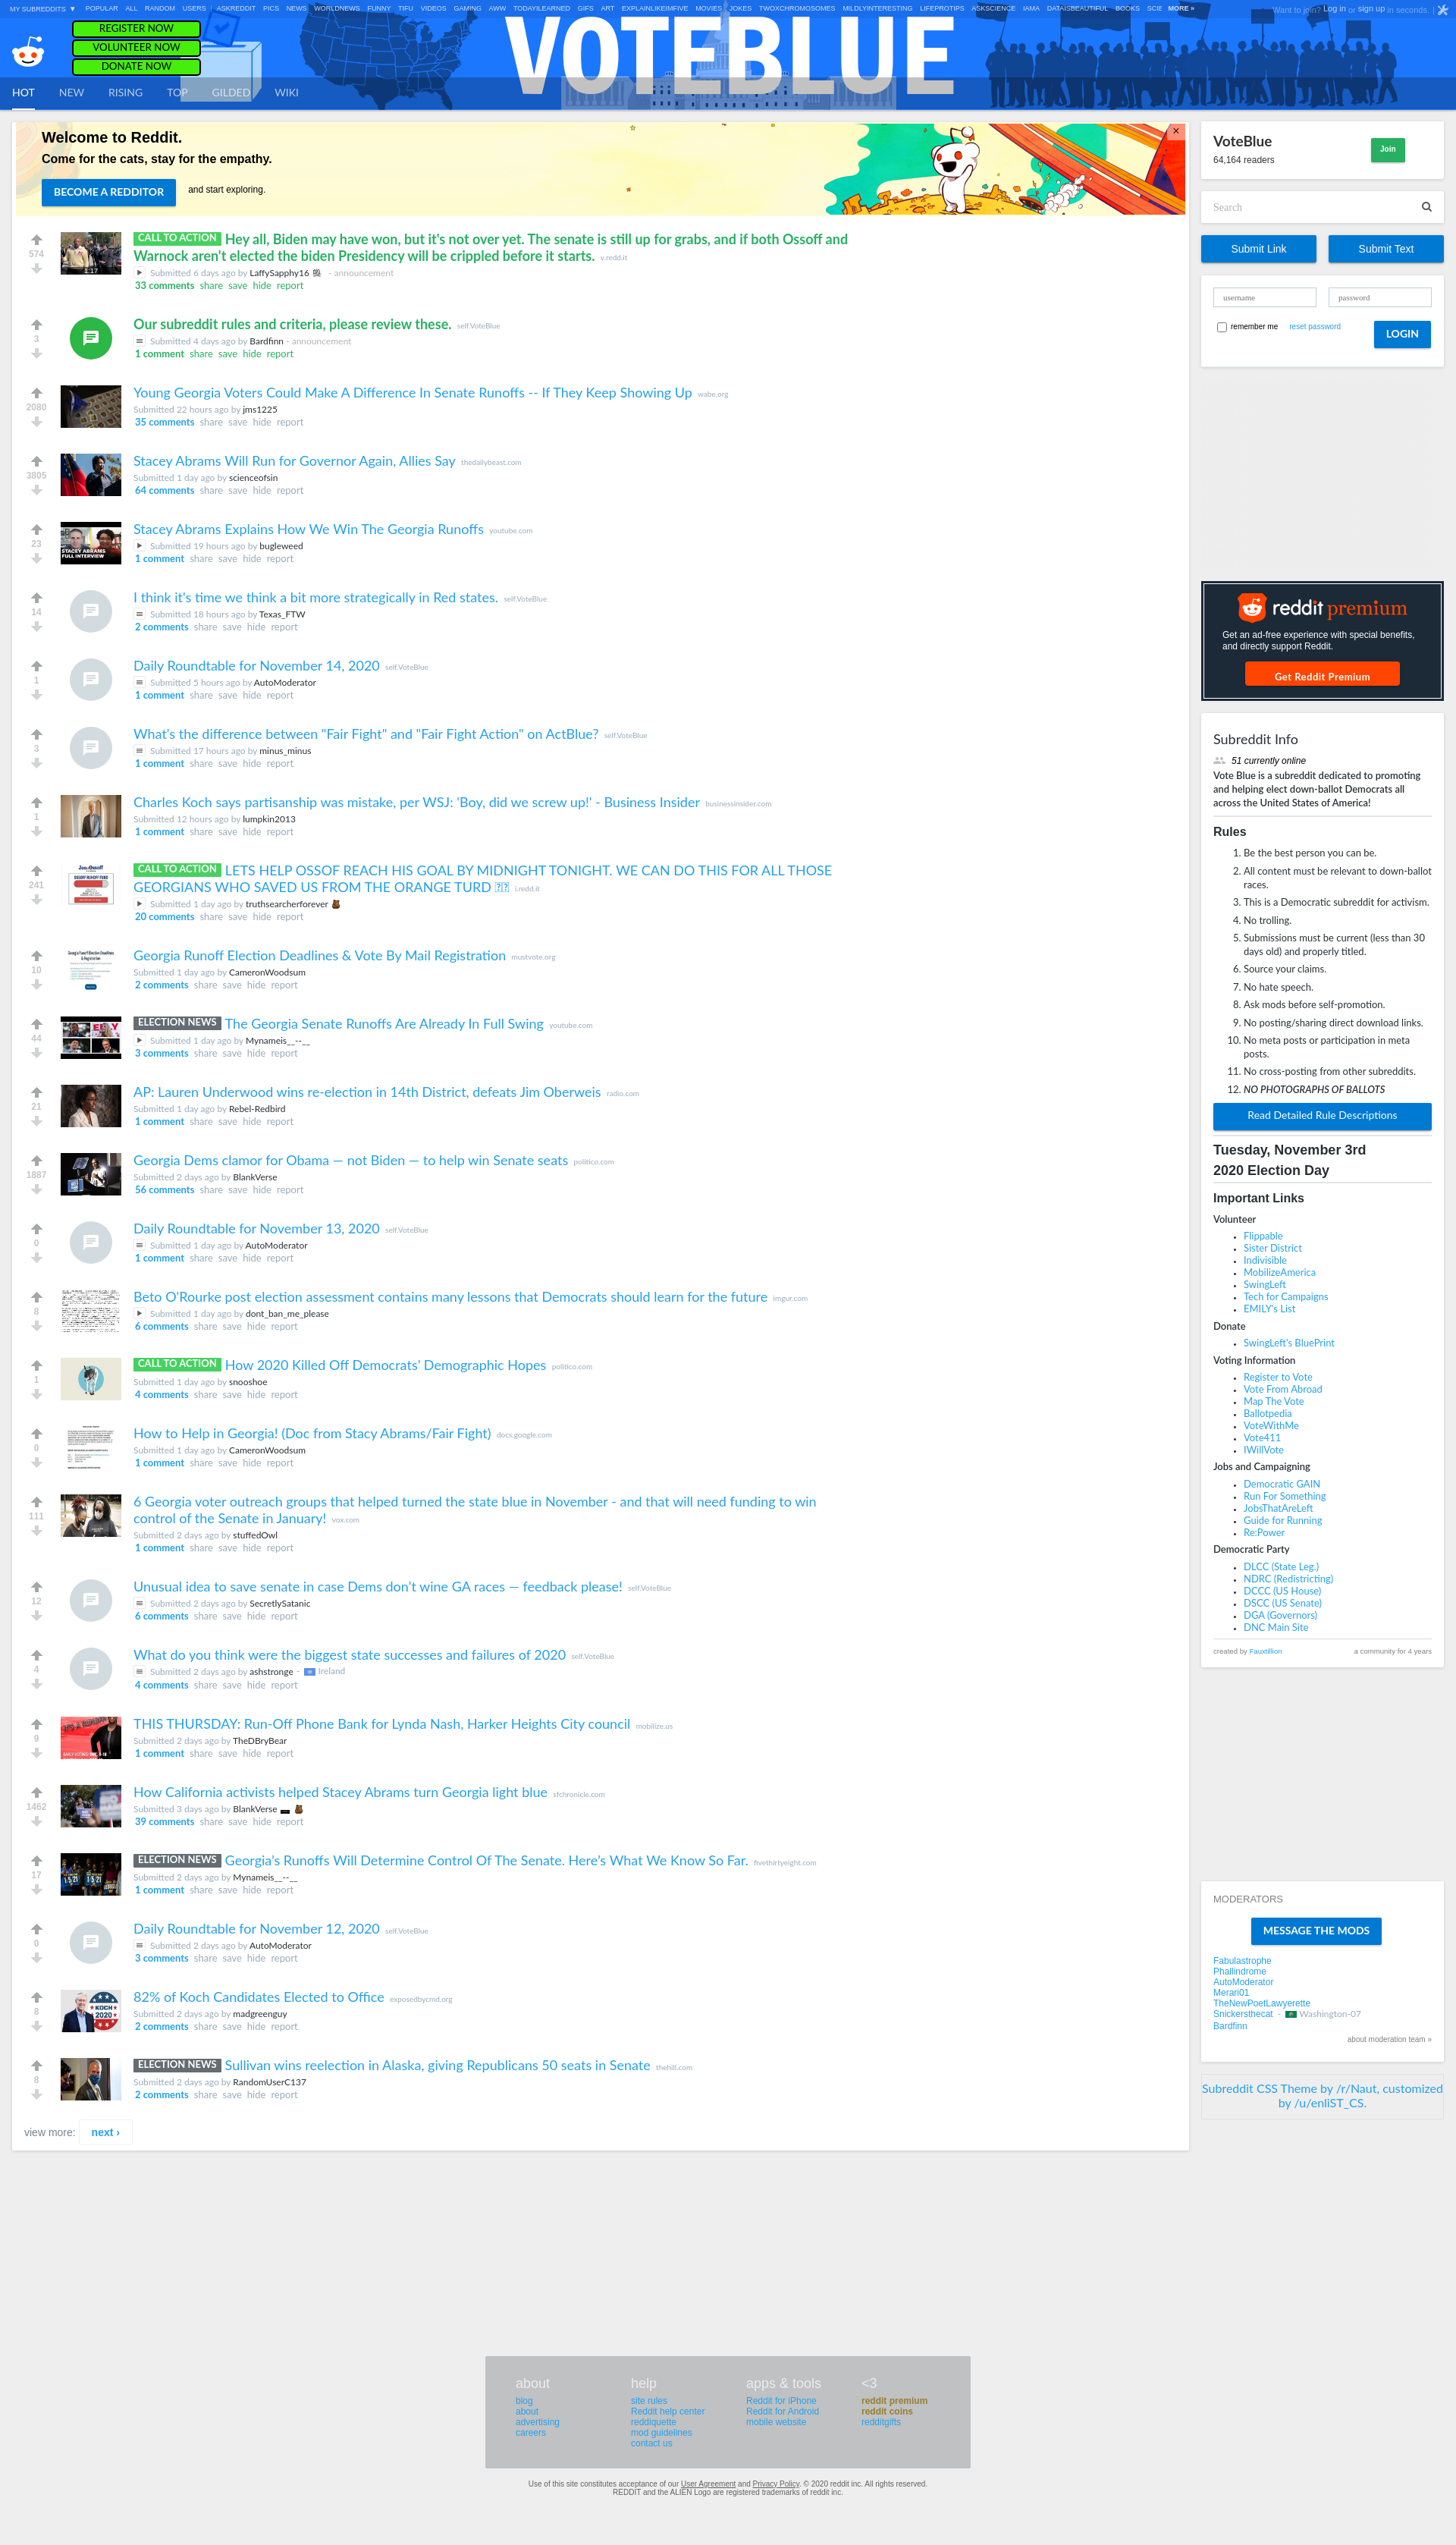 MY SUBREDDITS ▼ POPULAR ALL RANDOM USERS ASKREDDIT PICS NEWS WORLDNEWS FUNNY TIFU VIDEOS GAMING AWW TODAYILEARNED GIFS ART EXPLAINLIKEIMFIVE MOVIES JOKES TWOXCHROMOSOMES MILDLYINTERESTING LIFEPROTIPS ASKSCIENCE IAMA DATAISBEAUTIFUL BOOKS SCIE MORE »
Want to join? Log in or sign up in seconds. |
REGISTER NOW
VOLUNTEER NOW
DONATE NOW
VOTEBLUE
HOT NEW RISING TOP GILDED WIKI
Welcome to Reddit.
Come for the cats, stay for the empathy.
BECOME A REDDITOR and start exploring.
×
574
CALL TO ACTION Hey all, Biden may have won, but it's not over yet. The senate is still up for grabs, and if both Ossoff and
Warnock aren't elected the biden Presidency will be crippled before it starts. v.redd.it
1:17
Submitted 6 days ago by LaffySapphy16 - announcement
33 comments share save hide report
3
Our subreddit rules and criteria, please review these. self.VoteBlue
Submitted 4 days ago by Bardfinn - announcement
1 comment share save hide report
2080
Young Georgia Voters Could Make A Difference In Senate Runoffs -- If They Keep Showing Up wabe.org
Submitted 22 hours ago by jms1225
35 comments share save hide report
3805
Stacey Abrams Will Run for Governor Again, Allies Say thedailybeast.com
Submitted 1 day ago by scienceofsin
64 comments share save hide report
23
STACEY ABRAMS
FULL INTERVIEW
Stacey Abrams Explains How We Win The Georgia Runoffs youtube.com
Submitted 19 hours ago by bugleweed
1 comment share save hide report
14
I think it's time we think a bit more strategically in Red states. self.VoteBlue
Submitted 18 hours ago by Texas_FTW
2 comments share save hide report
1
Daily Roundtable for November 14, 2020 self.VoteBlue
Submitted 5 hours ago by AutoModerator
1 comment share save hide report
3
What's the difference between "Fair Fight" and "Fair Fight Action" on ActBlue? self.VoteBlue
Submitted 17 hours ago by minus_minus
1 comment share save hide report
1
Charles Koch says partisanship was mistake, per WSJ: 'Boy, did we screw up!' - Business Insider businessinsider.com
Submitted 12 hours ago by lumpkin2013
1 comment share save hide report
241
CALL TO ACTION LETS HELP OSSOF REACH HIS GOAL BY MIDNIGHT TONIGHT. WE CAN DO THIS FOR ALL THOSE
GEORGIANS WHO SAVED US FROM THE ORANGE TURD i.redd.it
Submitted 1 day ago by truthsearcherforever
20 comments share save hide report
10
Georgia Runoff Election Deadlines & Vote By Mail Registration mustvote.org
Submitted 1 day ago by CameronWoodsum
2 comments share save hide report
44
ELECTION NEWS The Georgia Senate Runoffs Are Already In Full Swing youtube.com
Submitted 1 day ago by Mynameis__--__
3 comments share save hide report
21
AP: Lauren Underwood wins re-election in 14th District, defeats Jim Oberweis radio.com
Submitted 1 day ago by Rebel-Redbird
1 comment share save hide report
1887
Georgia Dems clamor for Obama — not Biden — to help win Senate seats politico.com
Submitted 2 days ago by BlankVerse
56 comments share save hide report
0
Daily Roundtable for November 13, 2020 self.VoteBlue
Submitted 1 day ago by AutoModerator
1 comment share save hide report
8
Beto O'Rourke post election assessment contains many lessons that Democrats should learn for the future imgur.com
Submitted 1 day ago by dont_ban_me_please
6 comments share save hide report
1
CALL TO ACTION How 2020 Killed Off Democrats' Demographic Hopes politico.com
Submitted 1 day ago by snooshoe
4 comments share save hide report
0
How to Help in Georgia! (Doc from Stacy Abrams/Fair Fight) docs.google.com
Submitted 1 day ago by CameronWoodsum
1 comment share save hide report
111
6 Georgia voter outreach groups that helped turned the state blue in November - and that will need funding to win
control of the Senate in January! vox.com
Submitted 2 days ago by stuffedOwl
1 comment share save hide report
12
Unusual idea to save senate in case Dems don't wine GA races — feedback please! self.VoteBlue
Submitted 2 days ago by SecretlySatanic
6 comments share save hide report
4
What do you think were the biggest state successes and failures of 2020 self.VoteBlue
Submitted 2 days ago by ashstronge - Ireland
4 comments share save hide report
9
THIS THURSDAY: Run-Off Phone Bank for Lynda Nash, Harker Heights City council mobilize.us
Submitted 2 days ago by TheDBryBear
1 comment share save hide report
1462
How California activists helped Stacey Abrams turn Georgia light blue sfchronicle.com
Submitted 3 days ago by BlankVerse
39 comments share save hide report
17
ELECTION NEWS Georgia's Runoffs Will Determine Control Of The Senate. Here's What We Know So Far. fivethirtyeight.com
Submitted 2 days ago by Mynameis__--__
1 comment share save hide report
0
Daily Roundtable for November 12, 2020 self.VoteBlue
Submitted 2 days ago by AutoModerator
3 comments share save hide report
8
KOCH
2020
82% of Koch Candidates Elected to Office exposedbycmd.org
Submitted 2 days ago by madgreenguy
2 comments share save hide report
8
ELECTION NEWS Sullivan wins reelection in Alaska, giving Republicans 50 seats in Senate thehill.com
Submitted 2 days ago by RandomUserC137
2 comments share save hide report
view more: next ›
VoteBlue
64,164 readers
Join
Search
Submit Link Submit Text
username password
remember me reset password LOGIN
reddit premium
Get an ad-free experience with special benefits,
and directly support Reddit.
Get Reddit Premium
Subreddit Info
51 currently online
Vote Blue is a subreddit dedicated to promoting
and helping elect down-ballot Democrats all
across the United States of America!
Rules
1. Be the best person you can be.
2. All content must be relevant to down-ballot
races.
3. This is a Democratic subreddit for activism.
4. No trolling.
5. Submissions must be current (less than 30
days old) and properly titled.
6. Source your claims.
7. No hate speech.
8. Ask mods before self-promotion.
9. No posting/sharing direct download links.
10. No meta posts or participation in meta
posts.
11. No cross-posting from other subreddits.
12. NO PHOTOGRAPHS OF BALLOTS
Read Detailed Rule Descriptions
Tuesday, November 3rd
2020 Election Day
Important Links
Volunteer
Flippable
Sister District
Indivisible
MobilizeAmerica
SwingLeft
Tech for Campaigns
EMILY's List
Donate
SwingLeft's BluePrint
Voting Information
Register to Vote
Vote From Abroad
Map The Vote
Ballotpedia
VoteWithMe
Vote411
IWillVote
Jobs and Campaigning
Democratic GAIN
Run For Something
JobsThatAreLeft
Guide for Running
Re:Power
Democratic Party
DLCC (State Leg.)
NDRC (Redistricting)
DCCC (US House)
DSCC (US Senate)
DGA (Governors)
DNC Main Site
created by Fauxtillion a community for 4 years
MODERATORS
MESSAGE THE MODS
Fabulastrophe
Phallindrome
AutoModerator
Merari01
TheNewPoetLawyerette
Snickersthecat - Washington-07
Bardfinn
about moderation team »
Subreddit CSS Theme by /r/Naut, customized
by /u/enliST_CS.
about help apps & tools <3
blog site rules Reddit for iPhone reddit premium
about Reddit help center Reddit for Android reddit coins
advertising reddiquette mobile website redditgifts
careers mod guidelines
contact us
Use of this site constitutes acceptance of our User Agreement and Privacy Policy. © 2020 reddit inc. All rights reserved.
REDDIT and the ALIEN Logo are registered trademarks of reddit inc.